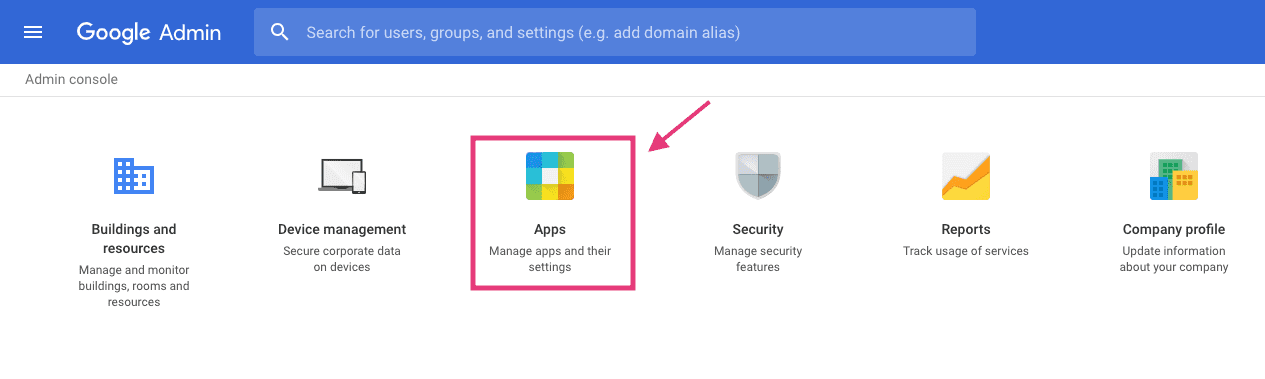 Google Admin
Search for users, groups, and settings (e.g. add domain alias)
Admin console
Buildings and
resources
Manage and monitor
buildings, rooms and
resources
Device management
Secure corporate data
on devices
Apps
Manage apps and their
settings
Security
Manage security
features
Reports
Track usage of services
Company profile
Update information
about your company